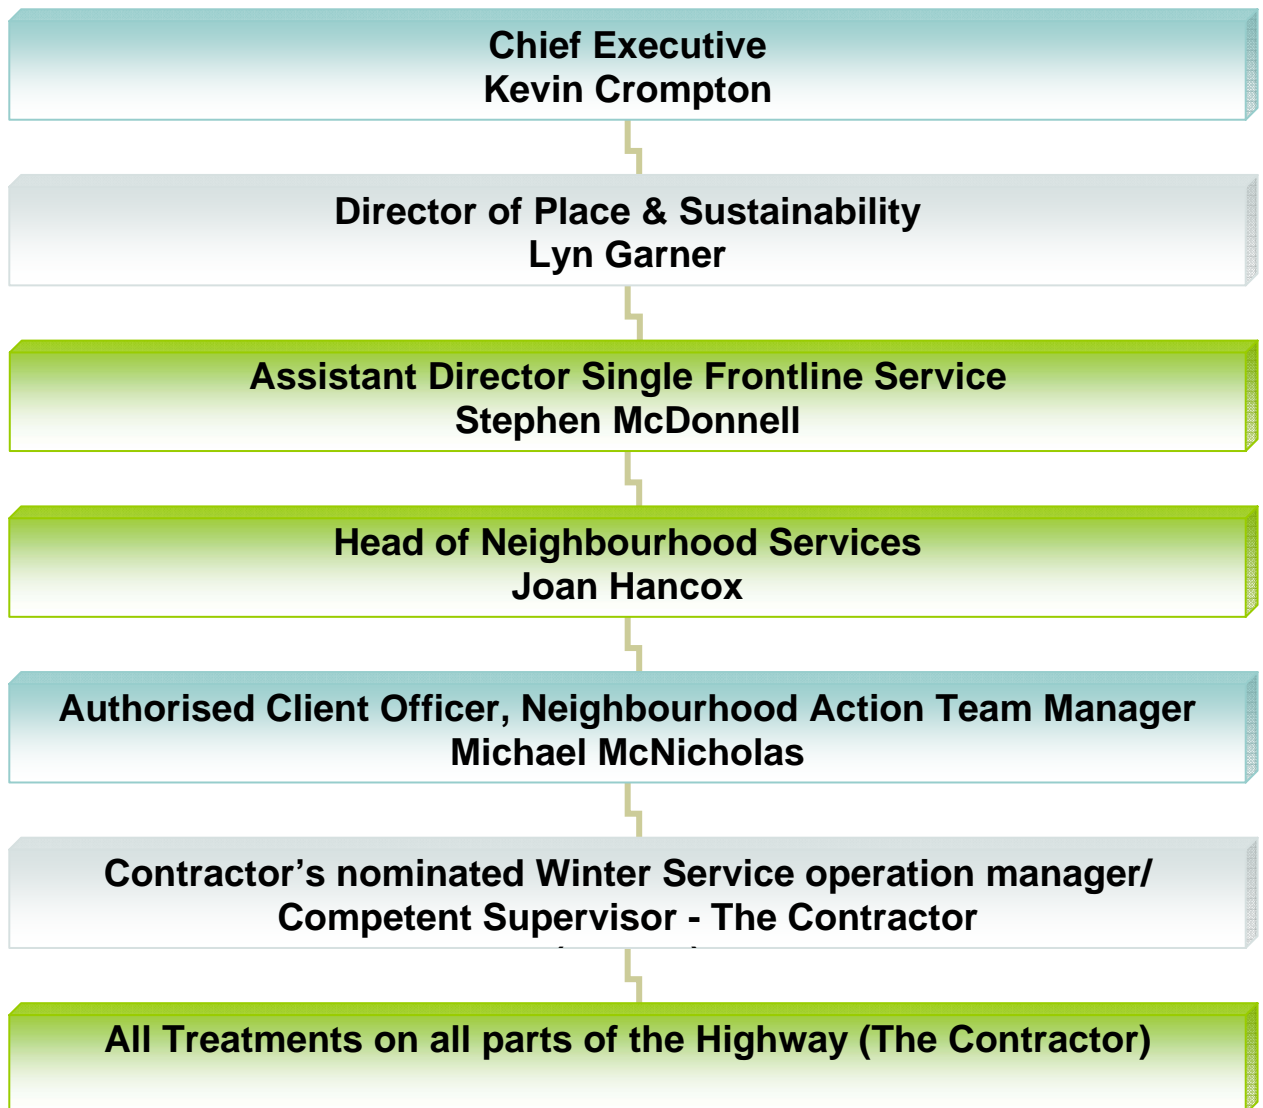 Chief Executive
Kevin Crompton
Director of Place & Sustainability
Lyn Garner
Assistant Director Single Frontline Service
Stephen McDonnell
Head of Neighbourhood Services
Joan Hancox
Authorised Client Officer, Neighbourhood Action Team Manager
Michael McNicholas
Contractor’s nominated Winter Service operation manager/
Competent Supervisor - The Contractor
All Treatments on all parts of the Highway (The Contractor)